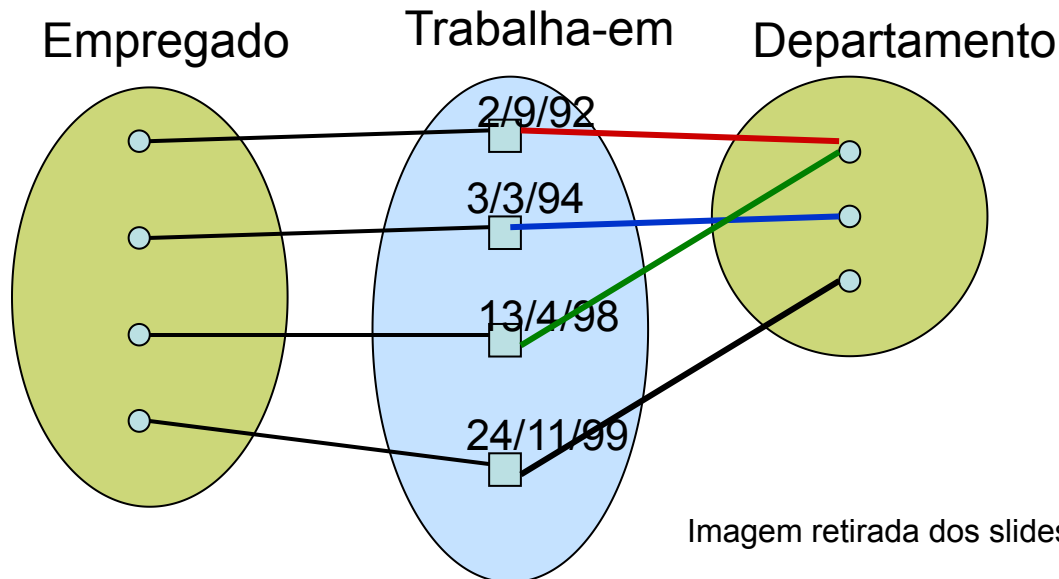 Empregado
Trabalha-em
Departamento
2/9/92
3/3/94
13/4/98
24/11/99
Imagem retirada dos slides